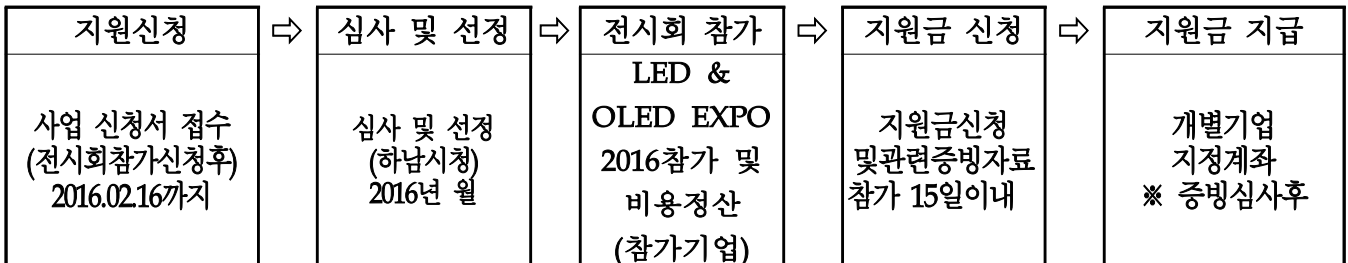 지원신청
⇨
심사 및 선정
⇨
전시회 참가
⇨
지원금 신청
⇨
지원금 지급
사업 신청서 접수
(전시회참가신청후)
2016.02.16까지
심사 및 선정
(하남시청)
2016년 월
LED &
OLED EXPO
2016참가 및
비용정산
(참가기업)
지원금신청
및관련증빙자료
참가 15일이내
개별기업
지정계좌
※ 증빙심사후